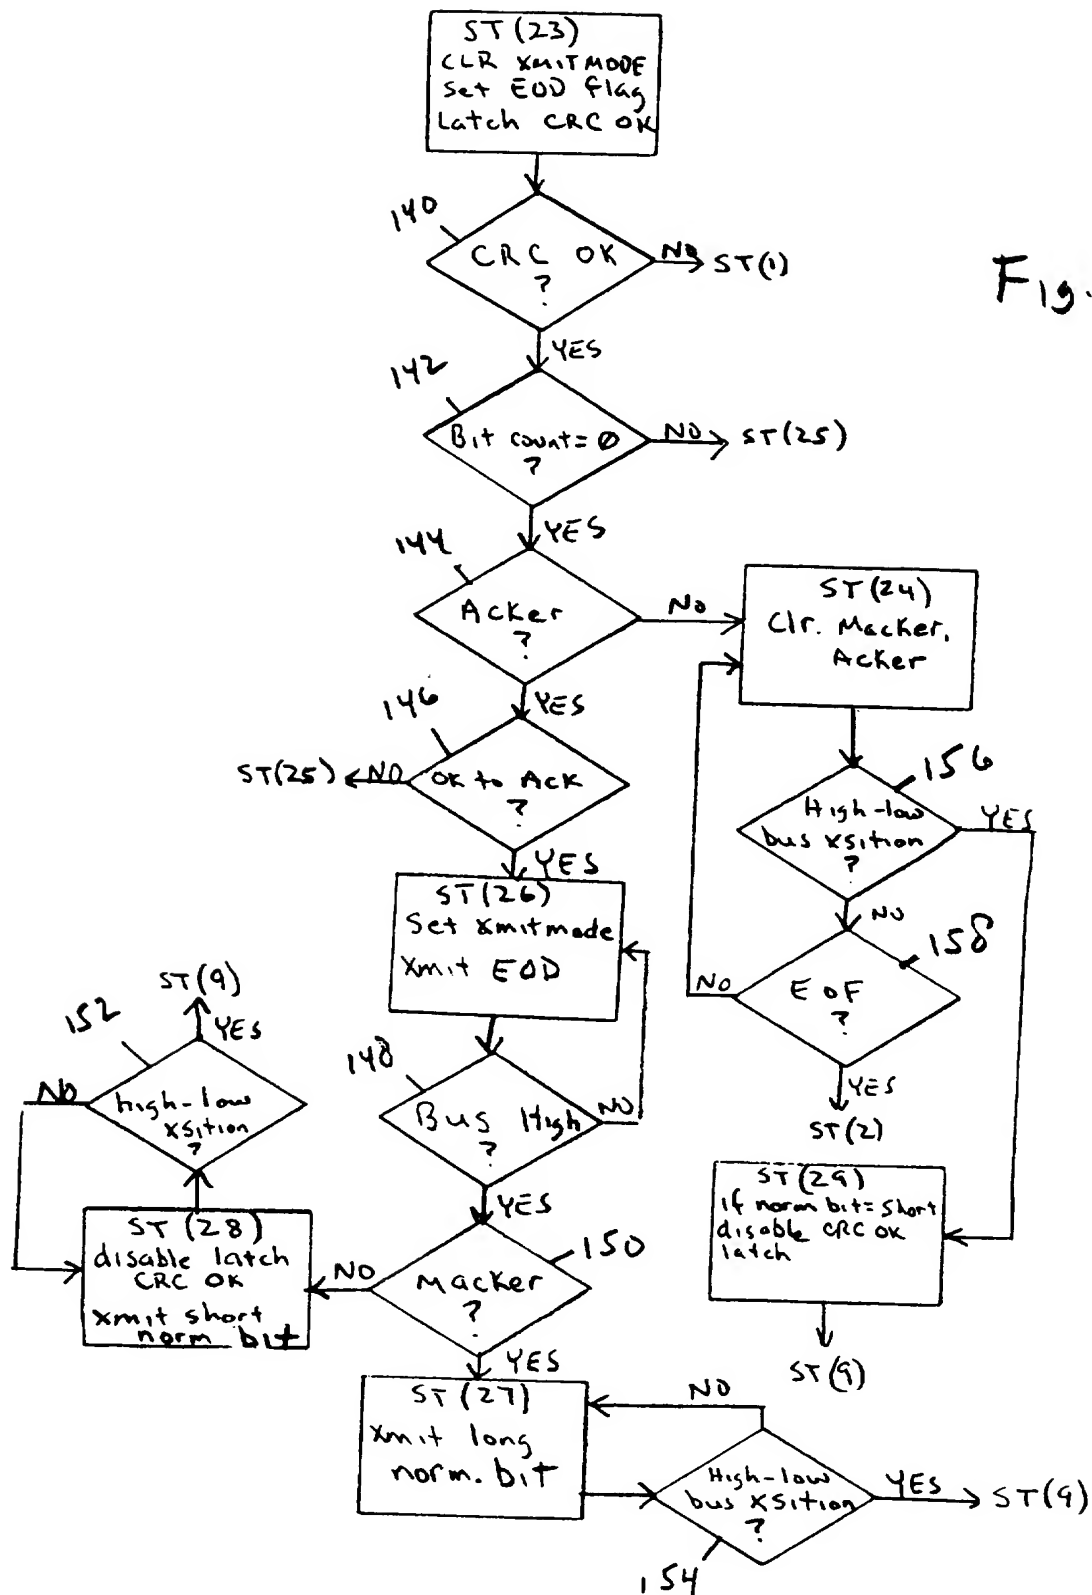 ST (23)
CLR XMITMODE
Set EOD flag
Latch CRC OK
140
CRC OK
?
NO
ST(1)
Fig.
YES
142
Bit count = Ø
?
NO
ST(25)
YES
144
Acker
?
NO
ST(24)
Clr. Macker,
Acker
YES
146
OK to Ack
?
NO
ST(25)
156
High-low
bus xsition
?
YES
YES
ST(26)
Set xmitmode
xmit EOD
NO
158
EOF
?
NO
YES
ST(2)
ST(9)
152
YES
high-low
xsition
?
NO
148
Bus High
?
NO
ST(29)
if norm bit = short
disable CRC OK
latch
ST(9)
YES
ST(28)
disable latch
CRC OK
xmit short
norm bit
NO
150
Macker
?
YES
ST(27)
xmit long
norm. bit
NO
High-low
bus xsition
?
YES
ST(9)
154